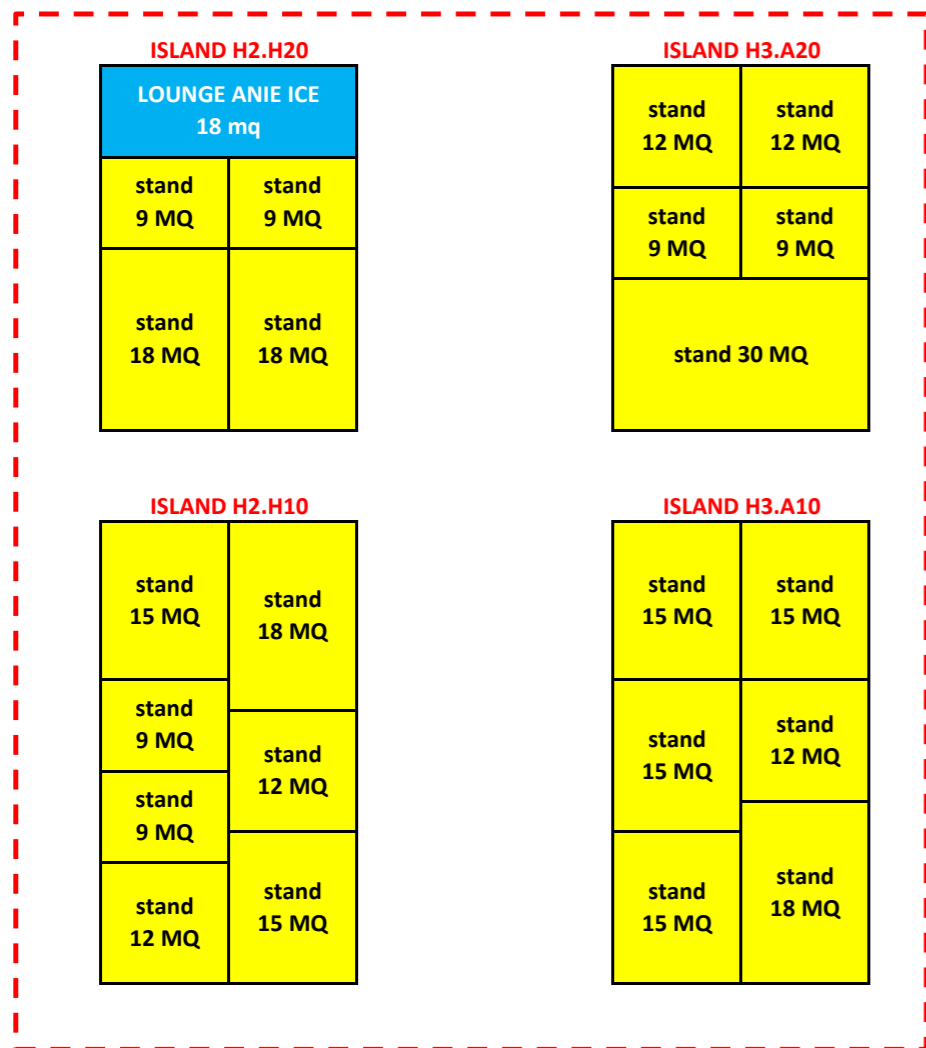 ISLAND H2.H20
LOUNGE ANIE ICE
18 mq
stand
9 MQ
stand
9 MQ
stand
18 MQ
stand
18 MQ
ISLAND H3.A20
stand
12 MQ
stand
12 MQ
stand
9 MQ
stand
9 MQ
stand 30 MQ
ISLAND H2.H10
stand
15 MQ
stand
9 MQ
stand
9 MQ
stand
12 MQ
stand
18 MQ
stand
12 MQ
stand
15 MQ
ISLAND H3.A10
stand
15 MQ
stand
15 MQ
stand
15 MQ
stand
15 MQ
stand
12 MQ
stand
18 MQ